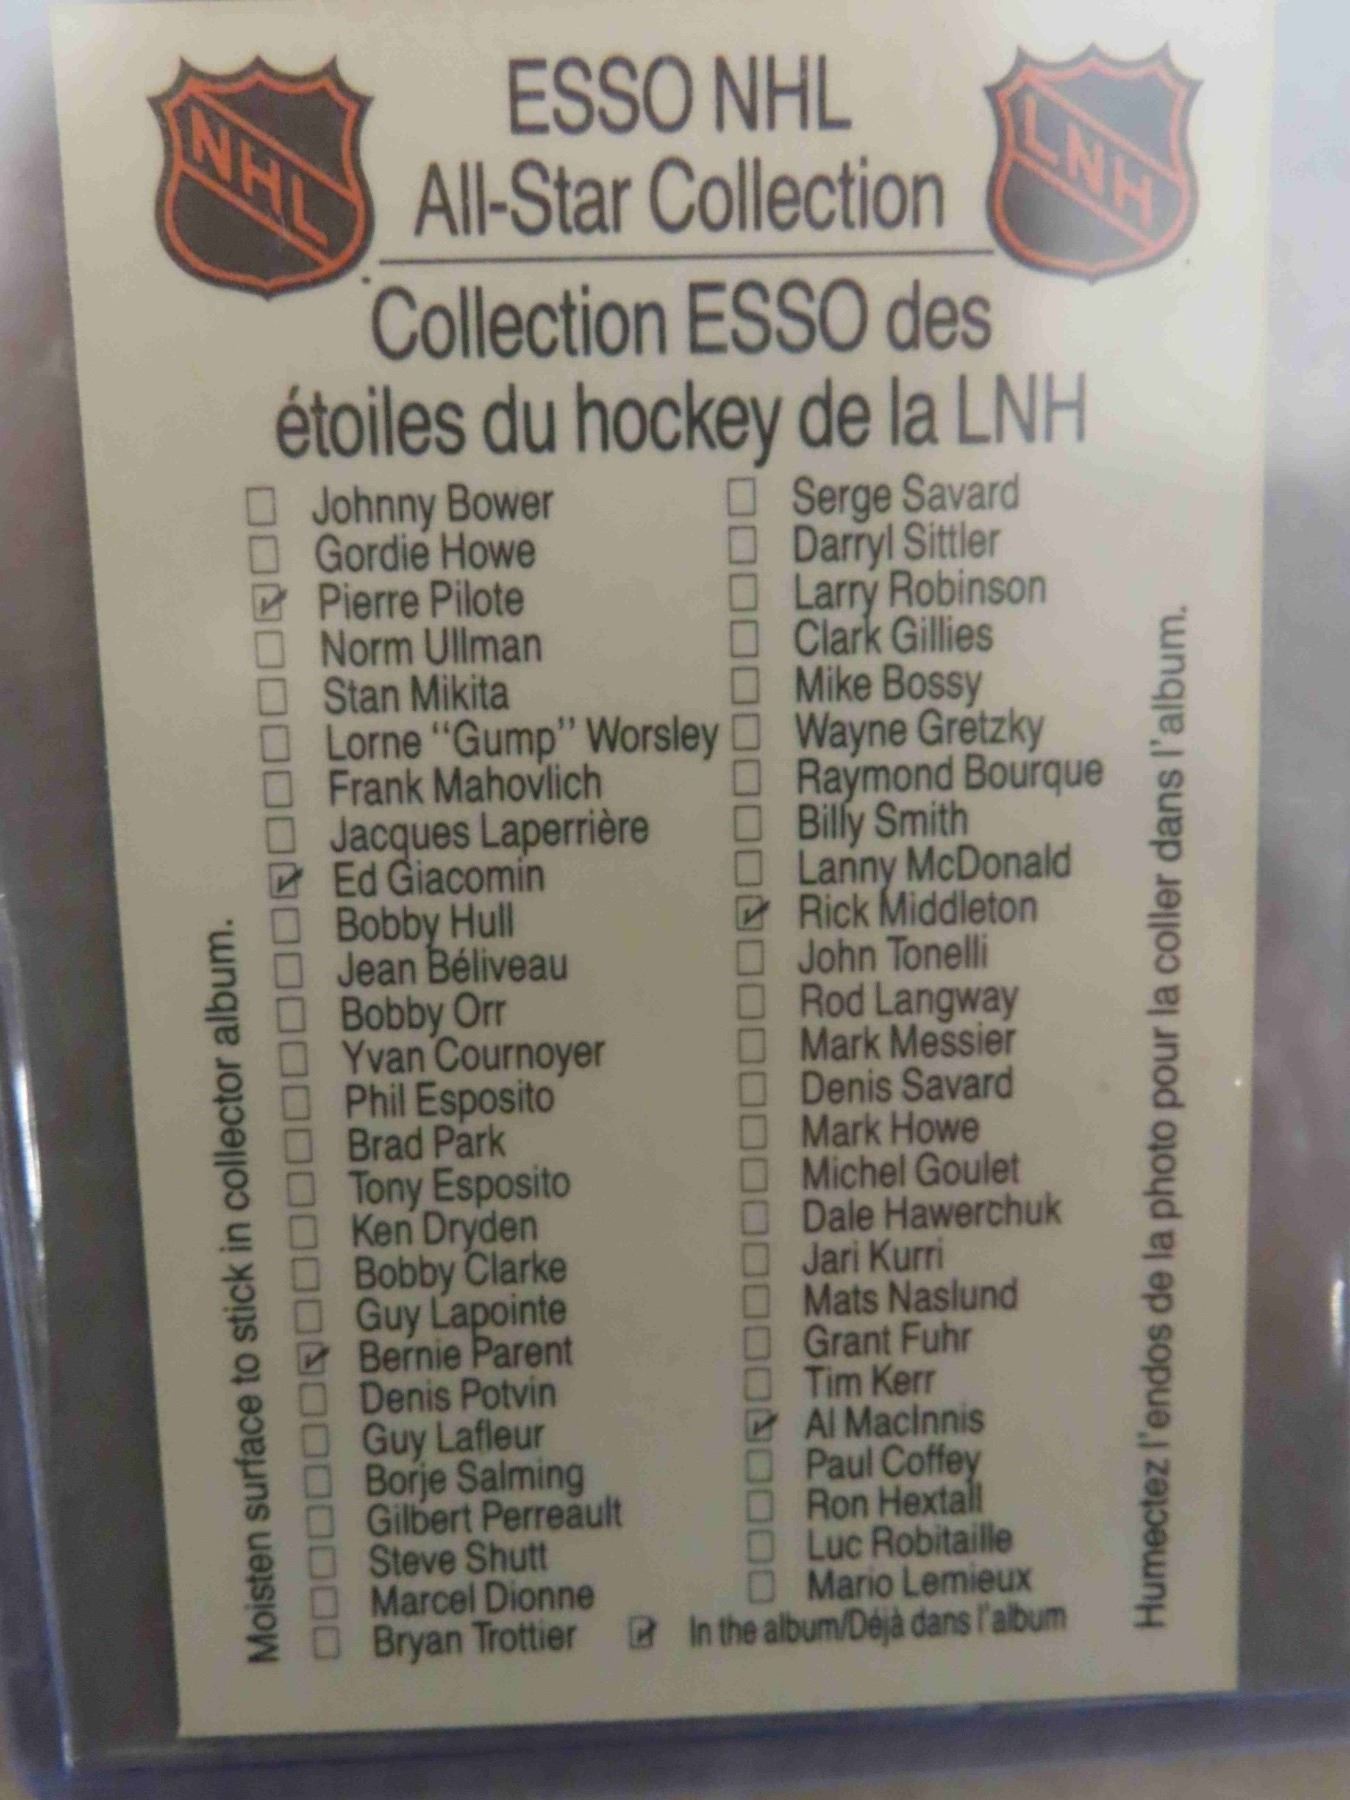 NHL
ESSO NHL
All-Star Collection
LNH
Collection ESSO des
étoiles du hockey de la LNH
☐ Johnny Bower
☐ Gordie Howe
☑ Pierre Pilote
☐ Norm Ullman
☐ Stan Mikita
☐ Lorne "Gump" Worsley
☐ Frank Mahovlich
☐ Jacques Laperrière
☑ Ed Giacomin
☐ Bobby Hull
☐ Jean Béliveau
☐ Bobby Orr
☐ Yvan Cournoyer
☐ Phil Esposito
☐ Brad Park
☐ Tony Esposito
☐ Ken Dryden
☐ Bobby Clarke
☐ Guy Lapointe
☑ Bernie Parent
☐ Denis Potvin
☐ Guy Lafleur
☐ Borje Salming
☐ Gilbert Perreault
☐ Steve Shutt
☐ Marcel Dionne
☐ Bryan Trottier
☐ Serge Savard
☐ Darryl Sittler
☐ Larry Robinson
☐ Clark Gillies
☐ Mike Bossy
☐ Wayne Gretzky
☐ Raymond Bourque
☐ Billy Smith
☐ Lanny McDonald
☑ Rick Middleton
☐ John Tonelli
☐ Rod Langway
☐ Mark Messier
☐ Denis Savard
☐ Mark Howe
☐ Michel Goulet
☐ Dale Hawerchuk
☐ Jari Kurri
☐ Mats Naslund
☐ Grant Fuhr
☐ Tim Kerr
☑ Al MacInnis
☐ Paul Coffey
☐ Ron Hextall
☐ Luc Robitaille
☐ Mario Lemieux
☑ In the album/Déjà dans l'album
Moisten surface to stick in collector album.
Humectez l'endos de la photo pour la coller dans l'album.